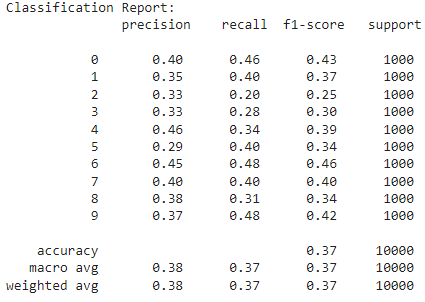 Classification Report:
precision recall f1-score support
0 0.40 0.46 0.43 1000
1 0.35 0.40 0.37 1000
2 0.33 0.20 0.25 1000
3 0.33 0.28 0.30 1000
4 0.46 0.34 0.39 1000
5 0.29 0.40 0.34 1000
6 0.45 0.48 0.46 1000
7 0.40 0.40 0.40 1000
8 0.38 0.31 0.34 1000
9 0.37 0.48 0.42 1000
accuracy 0.37 10000
macro avg 0.38 0.37 0.37 10000
weighted avg 0.38 0.37 0.37 10000